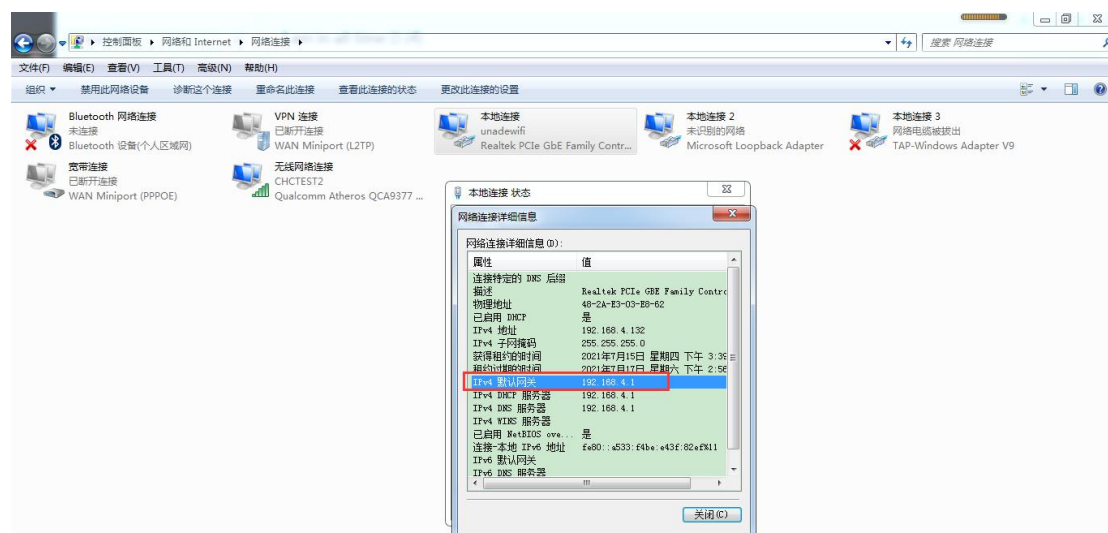 控制面板 ▸ 网络和 Internet ▸ 网络连接 ▸
搜索 网络连接
文件(F) 编辑(E) 查看(V) 工具(T) 高级(N) 帮助(H)
组织 禁用此网络设备 诊断这个连接 重命名此连接 查看此连接的状态 更改此连接的设置
Bluetooth 网络连接
未连接
Bluetooth 设备(个人区域网)
VPN 连接
已断开连接
WAN Miniport (L2TP)
本地连接
unadewifi
Realtek PCIe GbE Family Contr...
本地连接 2
未识别的网络
Microsoft Loopback Adapter
本地连接 3
网络电缆被拔出
TAP-Windows Adapter V9
宽带连接
已断开连接
WAN Miniport (PPPOE)
无线网络连接
CHCTEST2
Qualcomm Atheros QCA9377 ...
本地连接 状态
网络连接详细信息
网络连接详细信息(D):
属性 值
连接特定的 DNS 后缀
描述 Realtek PCIe GBE Family Contrc
物理地址 48-2A-E3-03-E8-62
已启用 DHCP 是
IPv4 地址 192.168.4.132
IPv4 子网掩码 255.255.255.0
获得租约的时间 2021年7月15日 星期四 下午 3:39
租约过期的时间 2021年7月17日 星期六 下午 2:56
IPv4 默认网关 192.168.4.1
IPv4 DHCP 服务器 192.168.4.1
IPv4 DNS 服务器 192.168.4.1
IPv4 WINS 服务器
已启用 NetBIOS ove... 是
连接-本地 IPv6 地址 fe80::a533:f4be:e43f:82ef%11
IPv6 默认网关
IPv6 DNS 服务器
关闭(C)